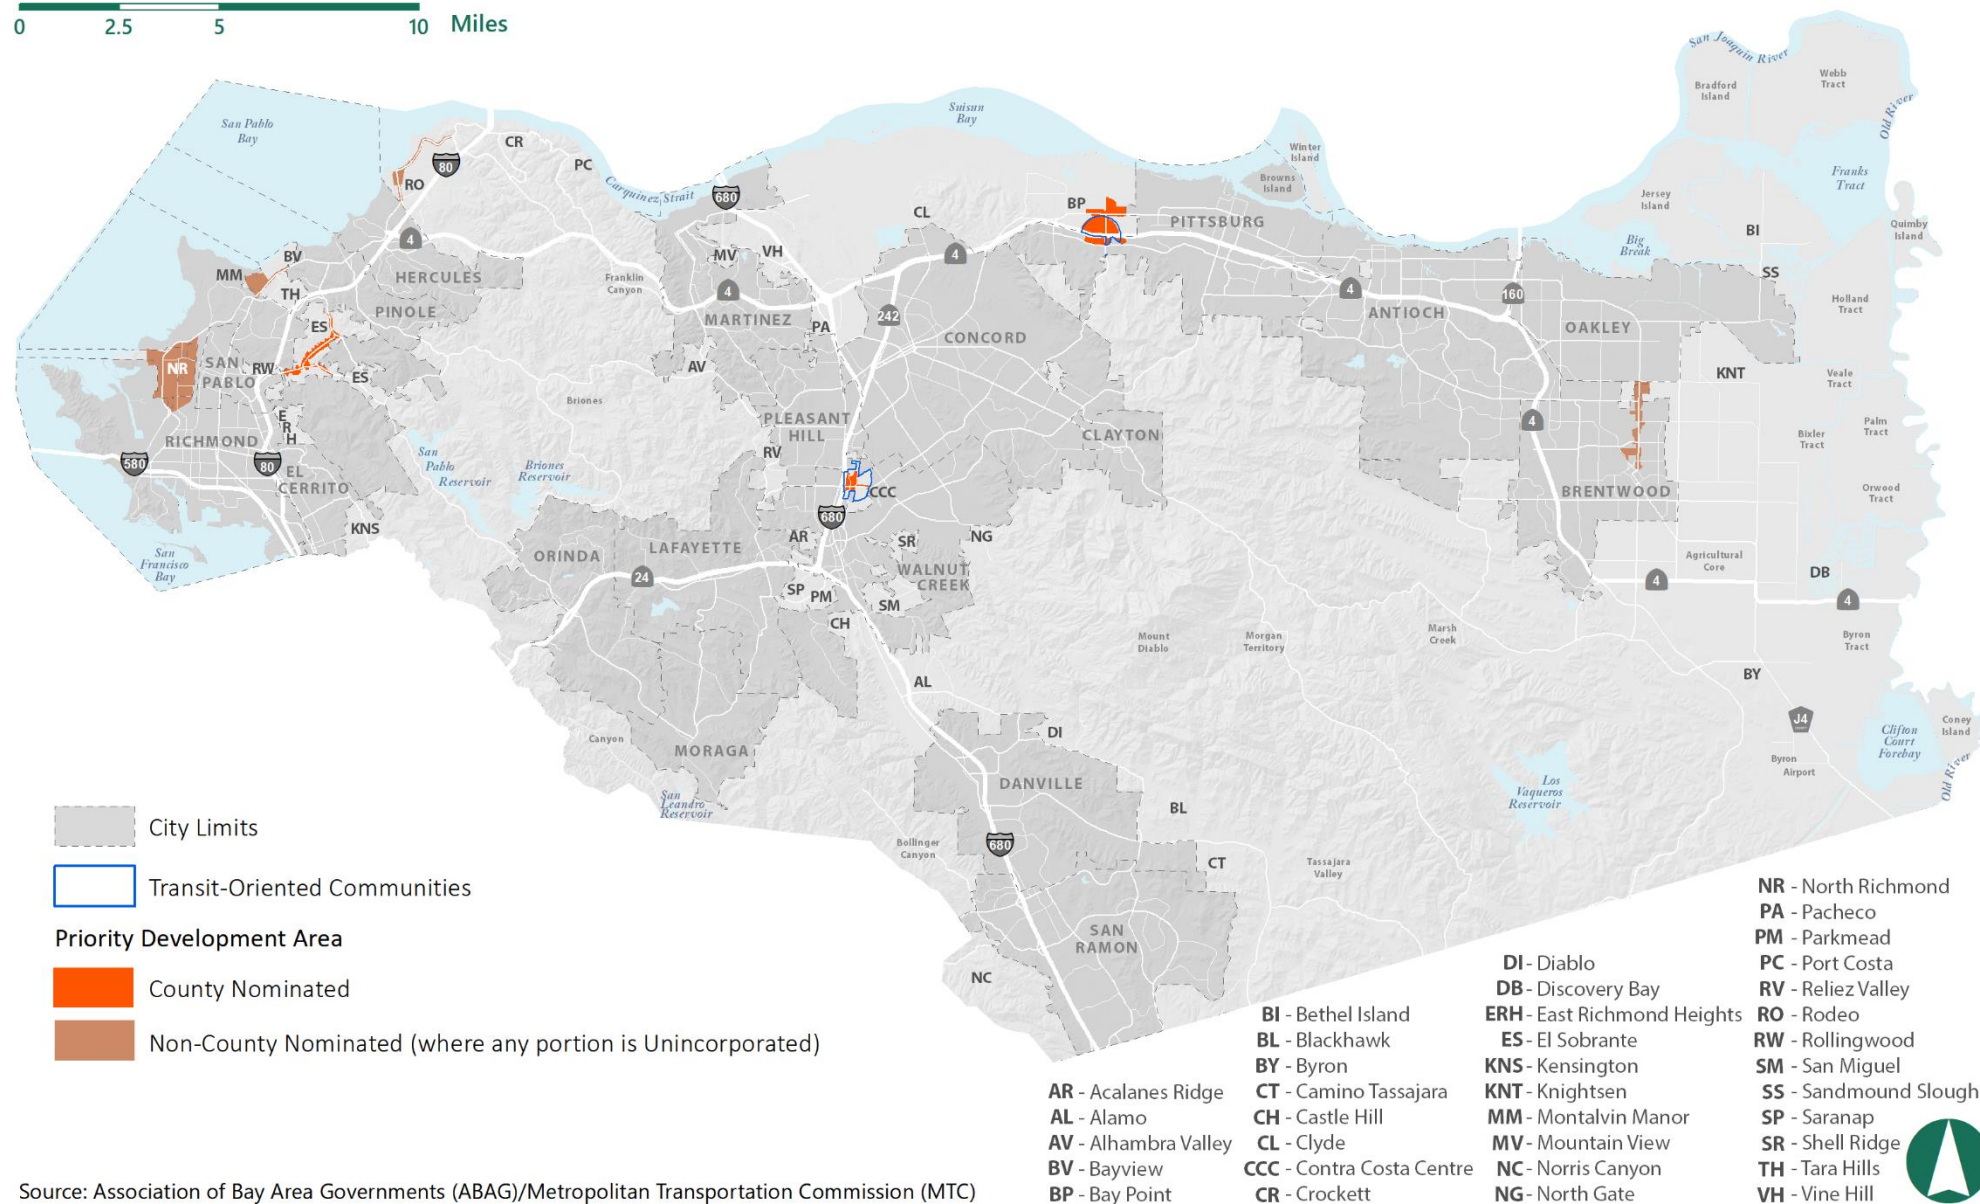 0 2.5 5 10 Miles
San Joaquin River
Bradford
Island
Webb
Tract
Old River
San Pablo
Bay
Suisun
Bay
CR
PC
80
RO
Carquinez Strait
680
Winter
Island
Browns
Island
Franks
Tract
Jersey
Island
Quimby
Island
CL
BP
PITTSBURG
BI
Big
Break
4
BV
MM
HERCULES
MV
VH
4
Franklin
Canyon
SS
TH
PINOLE
4
MARTINEZ
242
PA
4
ANTIOCH
160
OAKLEY
Holland
Tract
ES
CONCORD
NR
SAN
PABLO
RW
ES
AV
KNT
Veale
Tract
Briones
E
R
H
PLEASANT
HILL
CLAYTON
4
Palm
Tract
Bixler
Tract
RICHMOND
580
80
EL
CERRITO
San
Pablo
Reservoir
Briones
Reservoir
RV
CCC
BRENTWOOD
Orwood
Tract
680
KNS
San
Francisco
Bay
ORINDA
LAFAYETTE
AR
SR
NG
WALNUT
CREEK
24
SP
PM
SM
CH
Agricultural
Core
DB
4
4
Mount
Diablo
Morgan
Territory
Marsh
Creek
Byron
Tract
AL
BY
Canyon
MORAGA
DI
J4
Clifton
Court
Forebay
Coney
Island
Byron
Airport
Old River
San
Leandro
Reservoir
DANVILLE
BL
Los
Vaqueros
Reservoir
Bollinger
Canyon
680
CT
Tassajara
Valley
SAN
RAMON
NC
City Limits
Transit-Oriented Communities
Priority Development Area
County Nominated
Non-County Nominated (where any portion is Unincorporated)
AR - Acalanes Ridge
AL - Alamo
AV - Alhambra Valley
BV - Bayview
BP - Bay Point
BI - Bethel Island
BL - Blackhawk
BY - Byron
CT - Camino Tassajara
CH - Castle Hill
CL - Clyde
CCC - Contra Costa Centre
CR - Crockett
DI - Diablo
DB - Discovery Bay
ERH - East Richmond Heights
ES - El Sobrante
KNS - Kensington
KNT - Knightsen
MM - Montalvin Manor
MV - Mountain View
NC - Norris Canyon
NG - North Gate
NR - North Richmond
PA - Pacheco
PM - Parkmead
PC - Port Costa
RV - Reliez Valley
RO - Rodeo
RW - Rollingwood
SM - San Miguel
SS - Sandmound Slough
SP - Saranap
SR - Shell Ridge
TH - Tara Hills
VH - Vine Hill
Source: Association of Bay Area Governments (ABAG)/Metropolitan Transportation Commission (MTC)